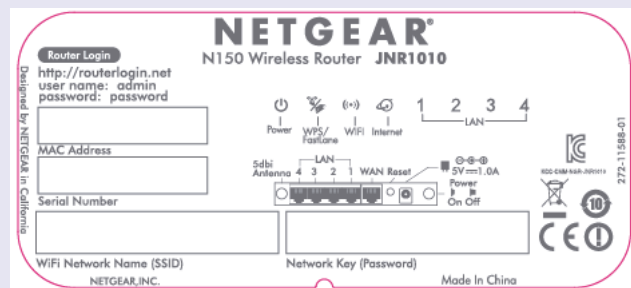 NETGEAR®
N150 Wireless Router JNR1010
Router Login
http://routerlogin.net
user name: admin
password: password
MAC Address
Serial Number
WiFi Network Name (SSID)
Network Key (Password)
NETGEAR,INC.
Made In China
Designed by NETGEAR in California
Power
WPS/
FastLane
WiFi
Internet
1 2 3 4
LAN
5dbi
Antenna
LAN
4 3 2 1
WAN Reset
5V 1.0A
Power
On Off
272-11588-01
10
CE